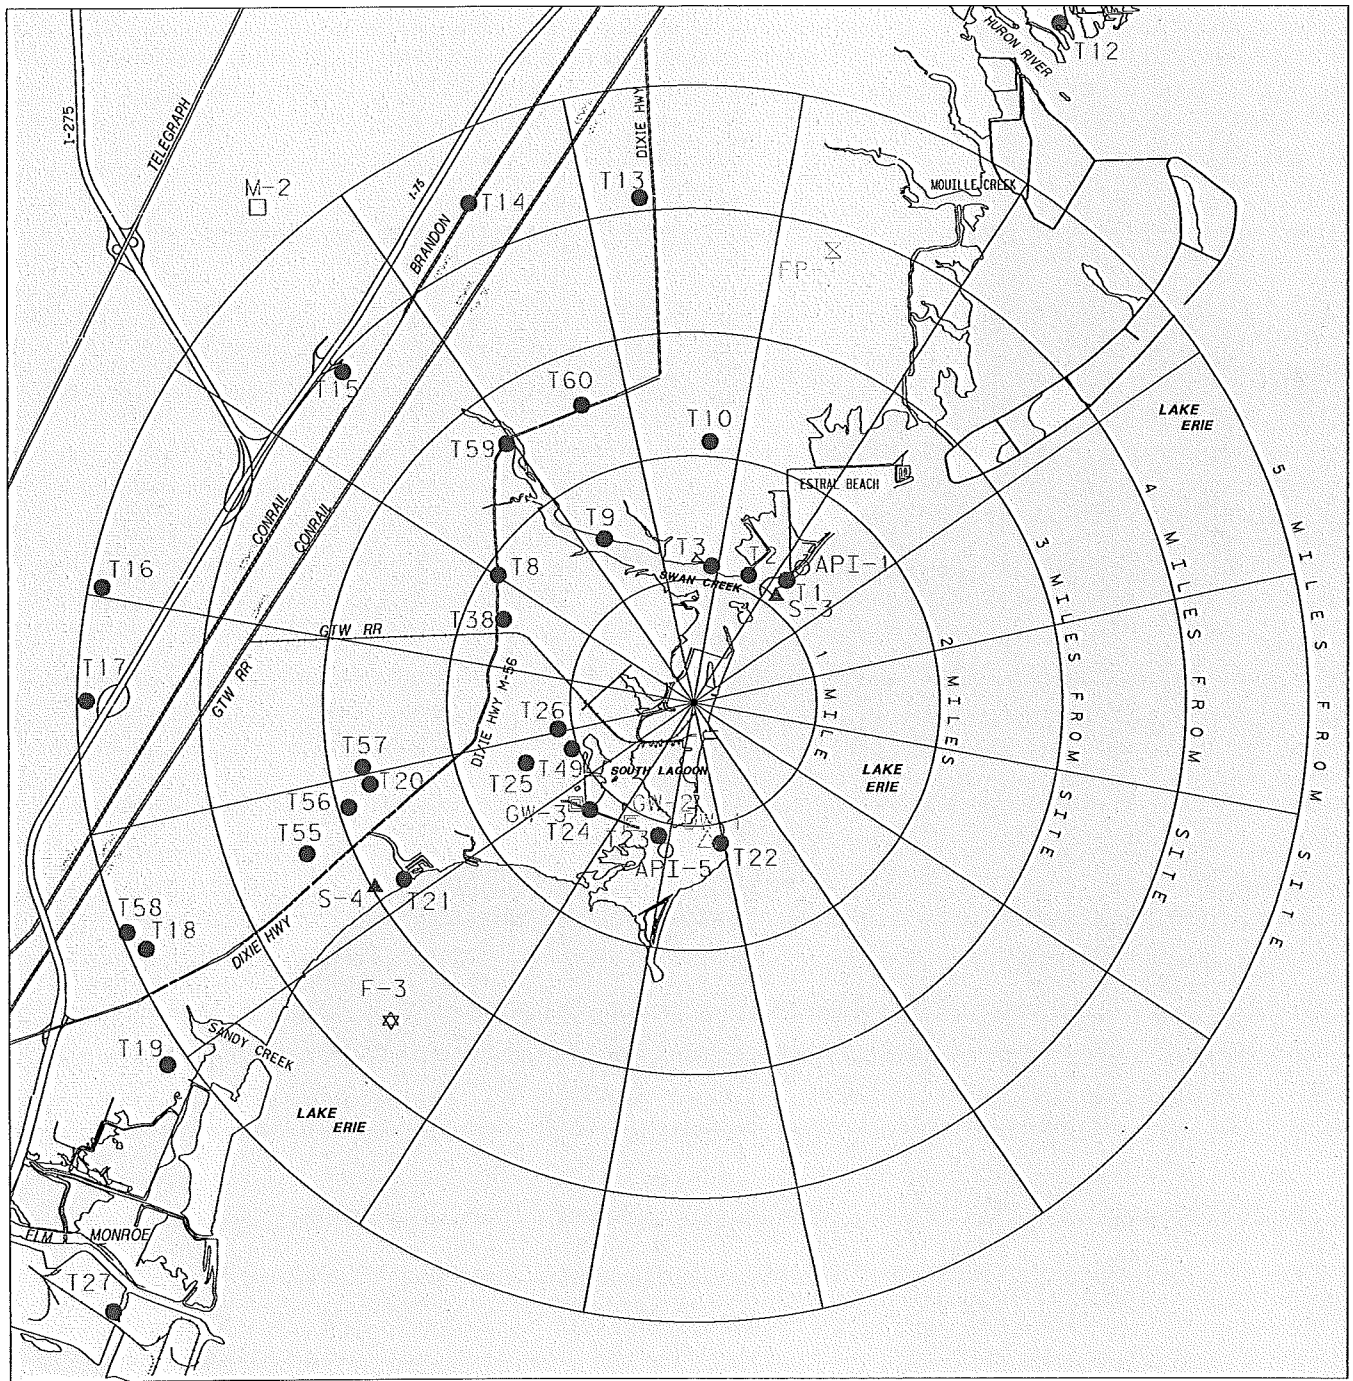 HURON RIVER
T12
I-275
TELEGRAPH
DIXIE HWY
M-2
I-75
T14
T13
MOUILLE CREEK
BRANDON
FP-1
T15
T60
LAKE
ERIE
T59
T10
ESTRAL BEACH
CONRAIL
CONRAIL
T9
T3
T2
API-1
T16
T8
SWAN CREEK
T1
S-3
T38
GTW RR
GTW RR
T17
DIXIE HWY M-56
T26
T57
T49
T25
SOUTH LAGOON
T20
T56
GW-3
GW-2
T24
T23
T22
API-5
T55
LAKE
ERIE
1 MILE
2 MILES
3 MILES FROM SITE
4 MILES FROM SITE
5 MILES FROM SITE
S-4
T21
T58
T18
DIXIE HWY
F-3
SANDY CREEK
T19
LAKE
ERIE
ELM
MONROE
T27